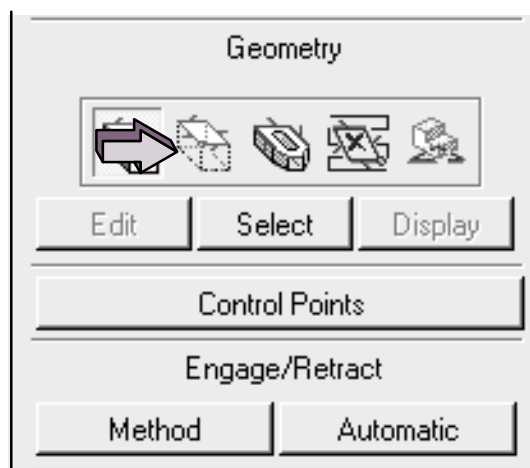 Geometry
Edit Select Display
Control Points
Engage/Retract
Method Automatic